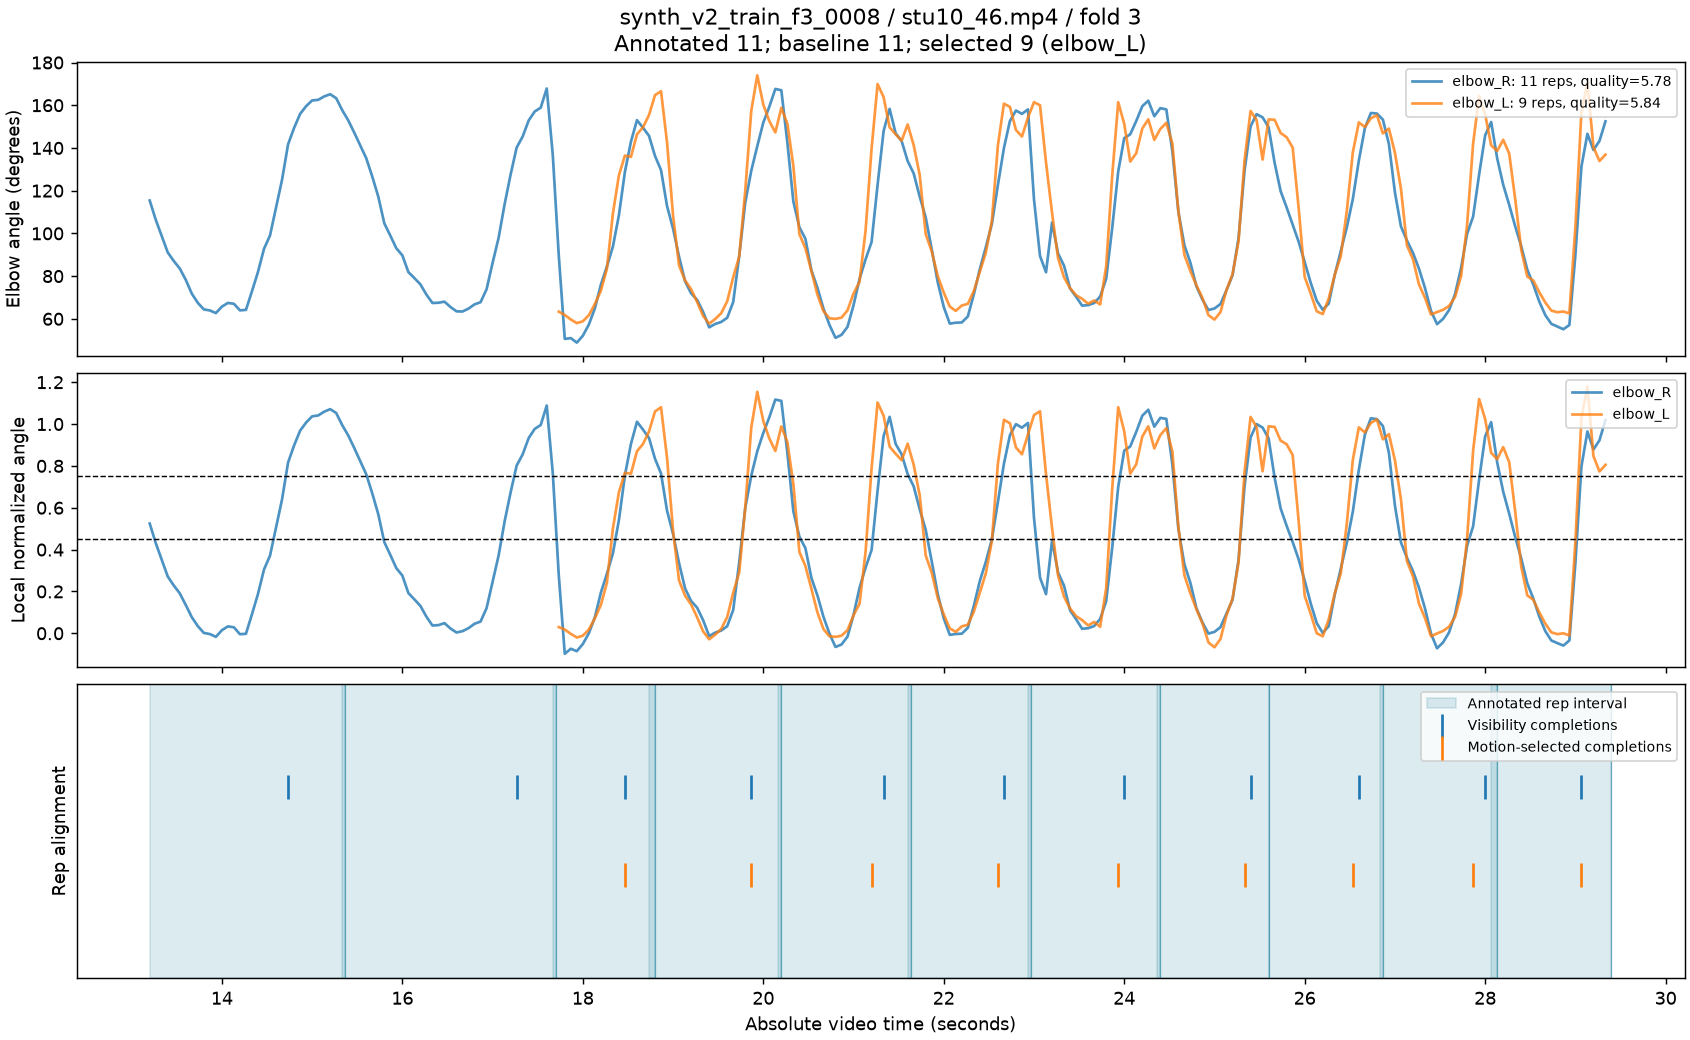 synth_v2_train_f3_0008 / stu10_46.mp4 / fold 3
Annotated 11; baseline 11; selected 9 (elbow_L)
Elbow angle (degrees)
180
160
140
120
100
80
60
elbow_R: 11 reps, quality=5.78
elbow_L: 9 reps, quality=5.84
Local normalized angle
1.2
1.0
0.8
0.6
0.4
0.2
0.0
elbow_R
elbow_L
Rep alignment
Annotated rep interval
Visibility completions
Motion-selected completions
14 16 18 20 22 24 26 28 30
Absolute video time (seconds)